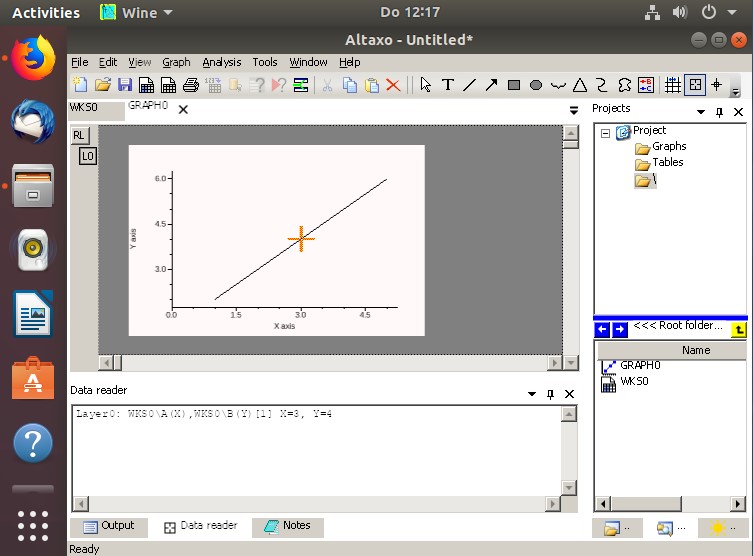 Activities Wine Do 12:17
Altaxo - Untitled*
File Edit View Graph Analysis Tools Window Help
WKS0 GRAPH0
RL
L0
6.0
4.5
3.0
Y axis
0.0 1.5 3.0 4.5
X axis
Projects
Project
Graphs
Tables
\
<<< Root folder...
Name
GRAPH0
WKS0
Data reader
Layer0: WKS0\A(X),WKS0\B(Y)[1] X=3, Y=4
Output Data reader Notes
.. ... ..
Ready